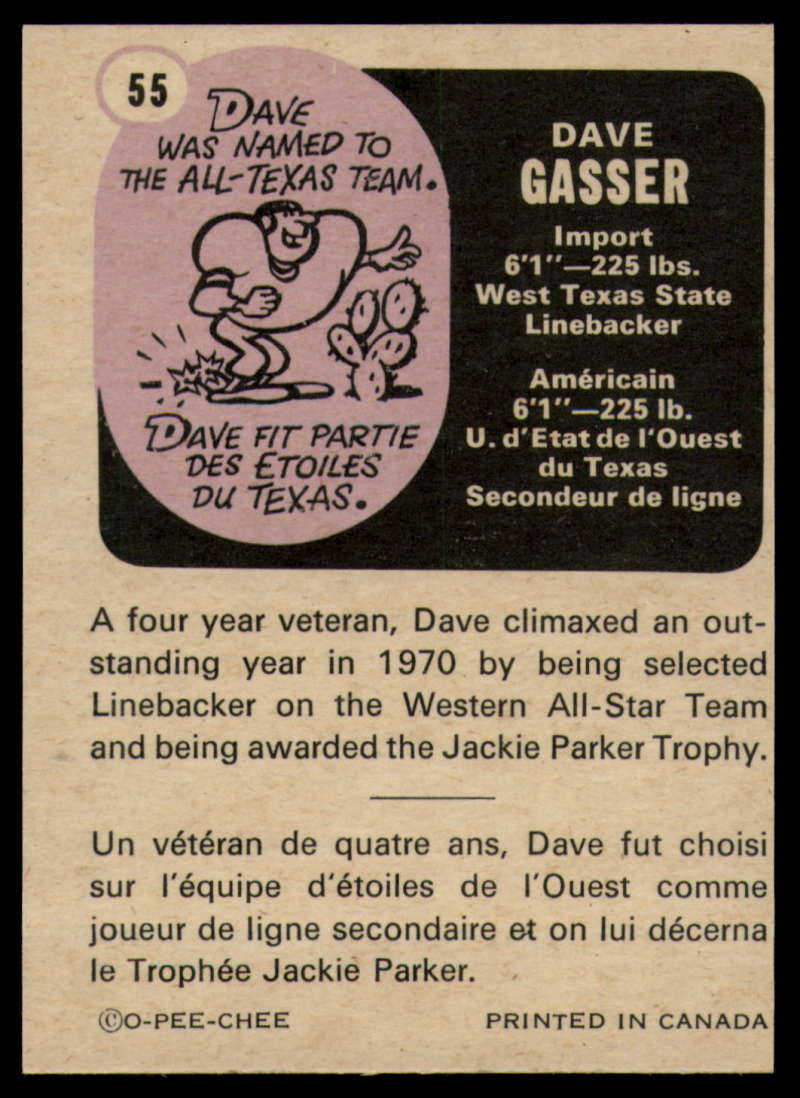 55
DAVE
WAS NAMED TO
THE ALL-TEXAS TEAM.
DAVE FIT PARTIE
DES ETOILES
DU TEXAS.
DAVE
GASSER
Import
6'1"—225 lbs.
West Texas State
Linebacker
Américain
6'1"—225 lb.
U. d'Etat de l'Ouest
du Texas
Secondeur de ligne
A four year veteran, Dave climaxed an out-
standing year in 1970 by being selected
Linebacker on the Western All-Star Team
and being awarded the Jackie Parker Trophy.
Un vétéran de quatre ans, Dave fut choisi
sur l'équipe d'étoiles de l'Ouest comme
joueur de ligne secondaire et on lui décerna
le Trophée Jackie Parker.
©O-PEE-CHEE
PRINTED IN CANADA